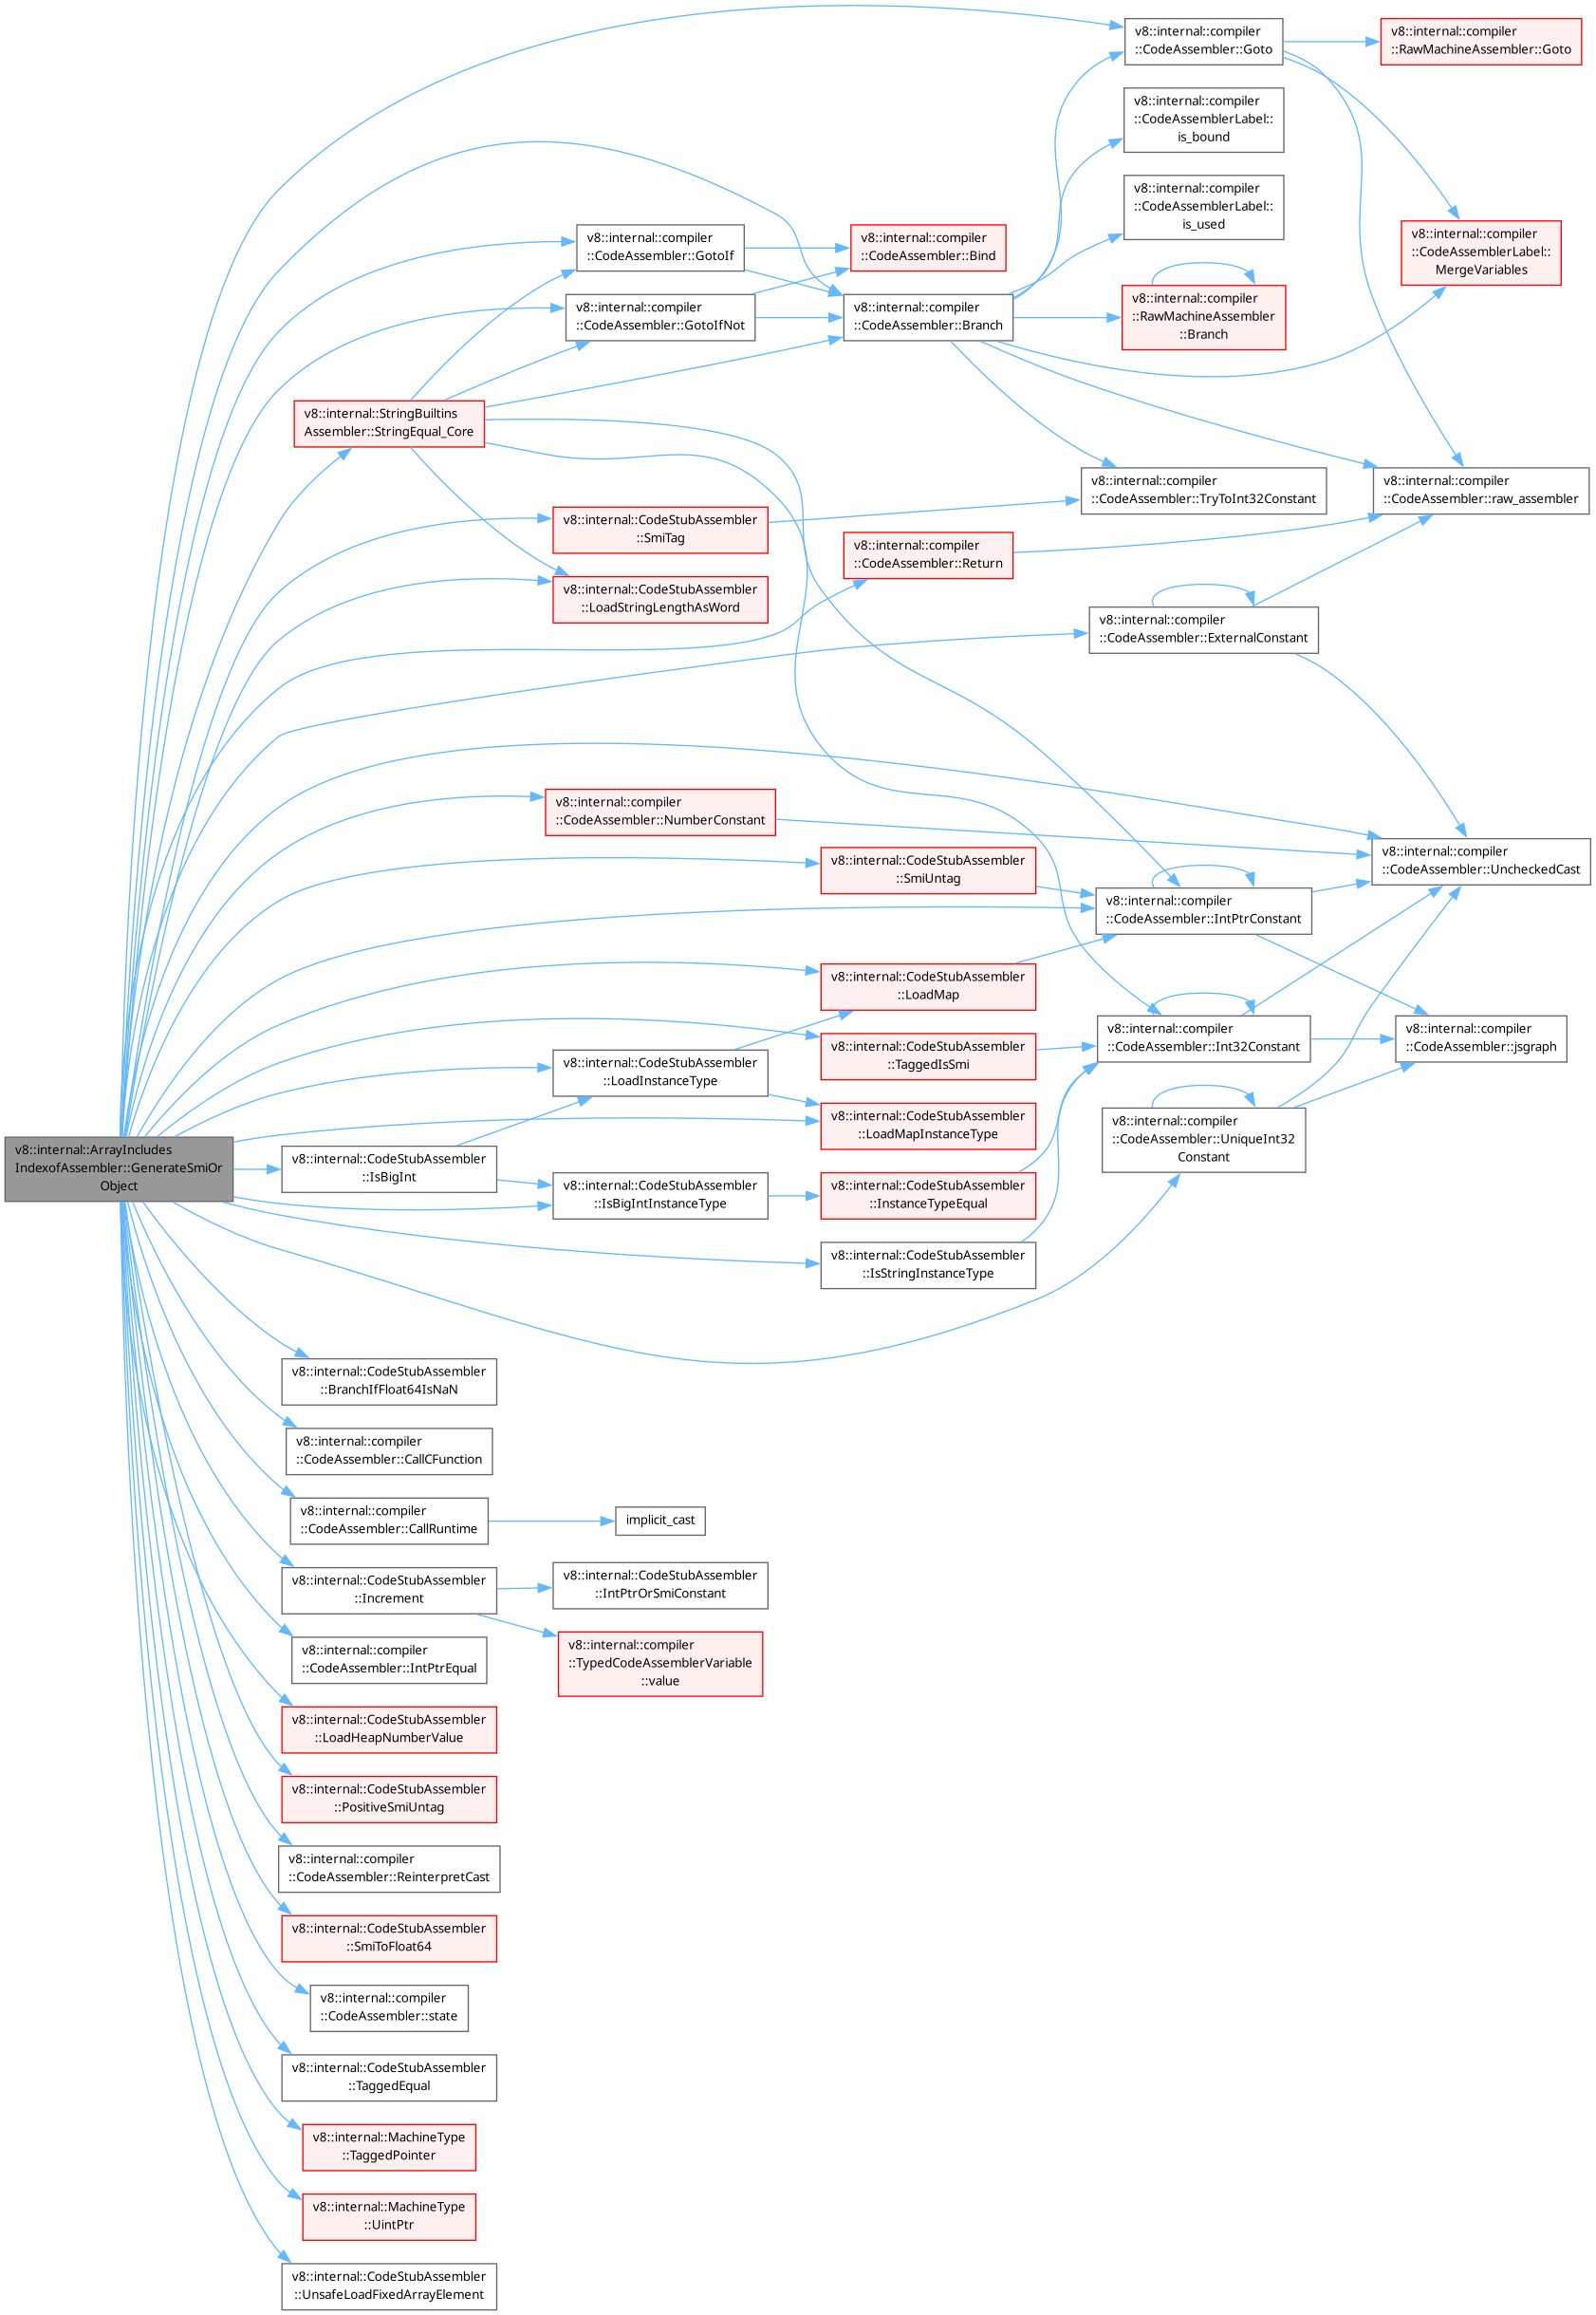 v8::internal::compiler
::CodeAssembler::Goto
v8::internal::compiler
::RawMachineAssembler::Goto
v8::internal::compiler
::CodeAssemblerLabel::
is_bound
v8::internal::compiler
::CodeAssemblerLabel::
is_used
v8::internal::compiler
::CodeAssemblerLabel::
MergeVariables
v8::internal::compiler
::CodeAssembler::GotoIf
v8::internal::compiler
::CodeAssembler::Bind
v8::internal::compiler
::CodeAssembler::GotoIfNot
v8::internal::compiler
::CodeAssembler::Branch
v8::internal::compiler
::RawMachineAssembler
::Branch
v8::internal::StringBuiltins
Assembler::StringEqual_Core
v8::internal::compiler
::CodeAssembler::TryToInt32Constant
v8::internal::compiler
::CodeAssembler::raw_assembler
v8::internal::CodeStubAssembler
::SmiTag
v8::internal::compiler
::CodeAssembler::Return
v8::internal::CodeStubAssembler
::LoadStringLengthAsWord
v8::internal::compiler
::CodeAssembler::ExternalConstant
v8::internal::compiler
::CodeAssembler::NumberConstant
v8::internal::CodeStubAssembler
::SmiUntag
v8::internal::compiler
::CodeAssembler::UncheckedCast
v8::internal::compiler
::CodeAssembler::IntPtrConstant
v8::internal::CodeStubAssembler
::LoadMap
v8::internal::CodeStubAssembler
::TaggedIsSmi
v8::internal::compiler
::CodeAssembler::Int32Constant
v8::internal::compiler
::CodeAssembler::jsgraph
v8::internal::CodeStubAssembler
::LoadInstanceType
v8::internal::CodeStubAssembler
::LoadMapInstanceType
v8::internal::compiler
::CodeAssembler::UniqueInt32
Constant
v8::internal::ArrayIncludes
IndexofAssembler::GenerateSmiOr
Object
v8::internal::CodeStubAssembler
::IsBigInt
v8::internal::CodeStubAssembler
::IsBigIntInstanceType
v8::internal::CodeStubAssembler
::InstanceTypeEqual
v8::internal::CodeStubAssembler
::IsStringInstanceType
v8::internal::CodeStubAssembler
::BranchIfFloat64IsNaN
v8::internal::compiler
::CodeAssembler::CallCFunction
v8::internal::compiler
::CodeAssembler::CallRuntime
implicit_cast
v8::internal::CodeStubAssembler
::Increment
v8::internal::CodeStubAssembler
::IntPtrOrSmiConstant
v8::internal::compiler
::TypedCodeAssemblerVariable
::value
v8::internal::compiler
::CodeAssembler::IntPtrEqual
v8::internal::CodeStubAssembler
::LoadHeapNumberValue
v8::internal::CodeStubAssembler
::PositiveSmiUntag
v8::internal::compiler
::CodeAssembler::ReinterpretCast
v8::internal::CodeStubAssembler
::SmiToFloat64
v8::internal::compiler
::CodeAssembler::state
v8::internal::CodeStubAssembler
::TaggedEqual
v8::internal::MachineType
::TaggedPointer
v8::internal::MachineType
::UintPtr
v8::internal::CodeStubAssembler
::UnsafeLoadFixedArrayElement